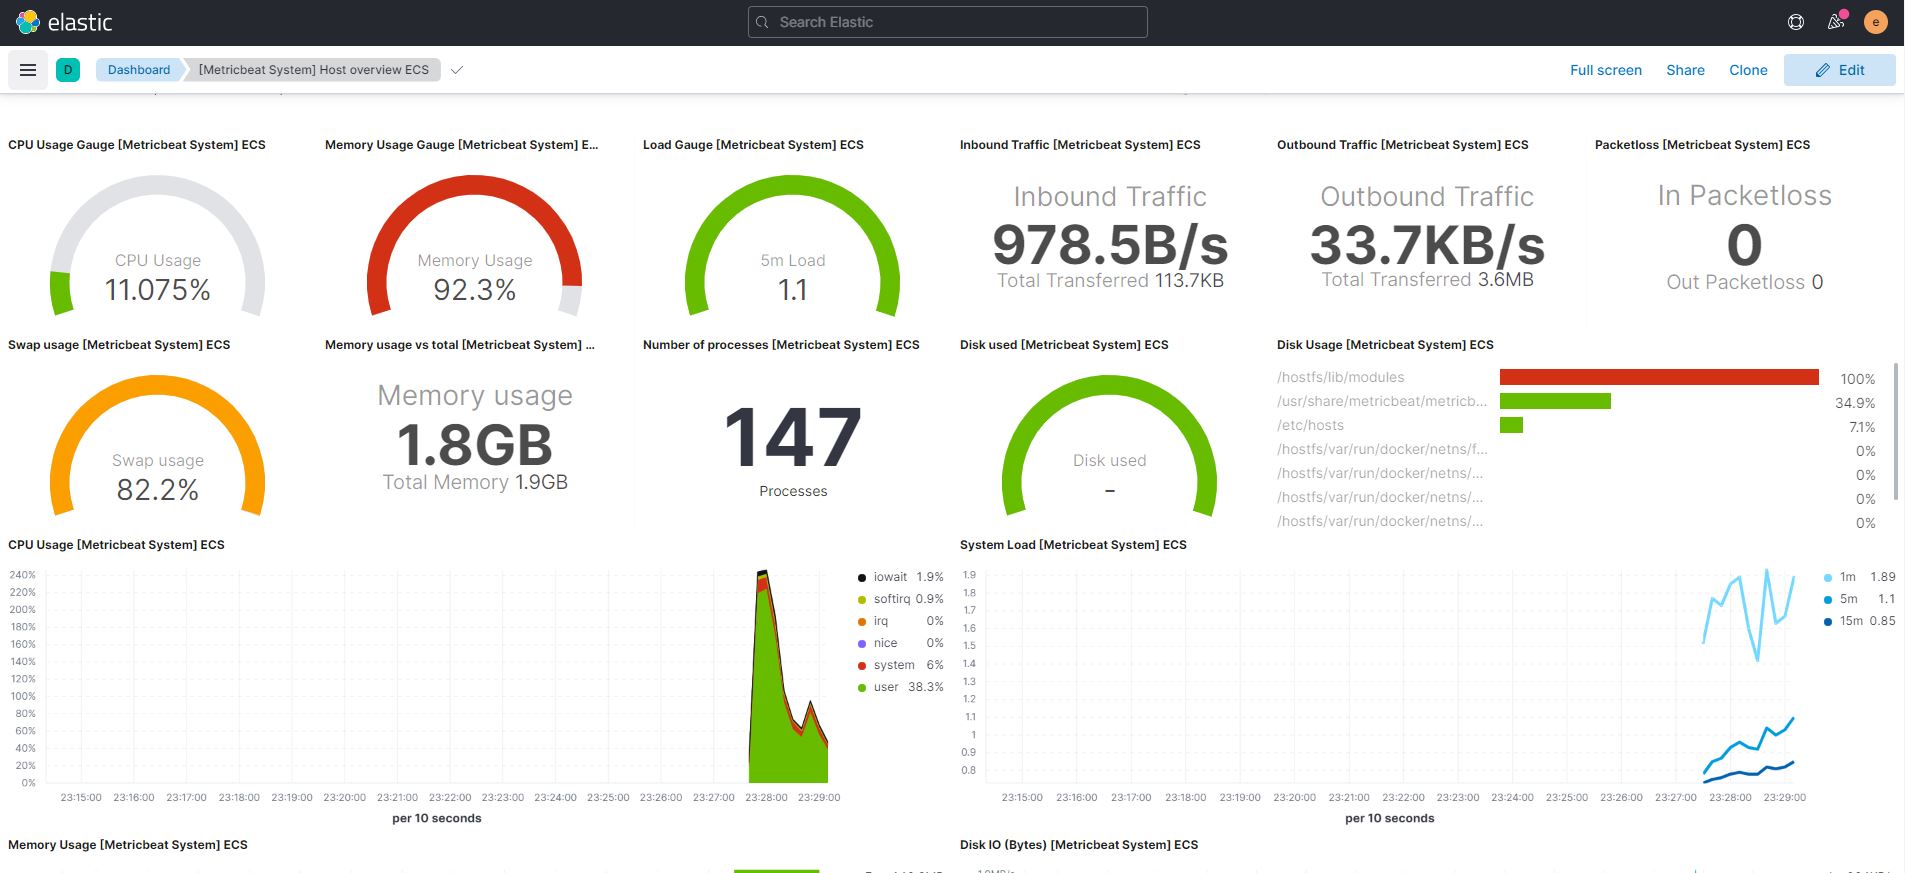 elastic
Search Elastic
e
D
Dashboard
[Metricbeat System] Host overview ECS
Full screen
Share
Clone
Edit
CPU Usage Gauge [Metricbeat System] ECS
CPU Usage
11.075%
Memory Usage Gauge [Metricbeat System] E...
Memory Usage
92.3%
Load Gauge [Metricbeat System] ECS
5m Load
1.1
Inbound Traffic [Metricbeat System] ECS
Inbound Traffic
978.5B/s
Total Transferred 113.7KB
Outbound Traffic [Metricbeat System] ECS
Outbound Traffic
33.7KB/s
Total Transferred 3.6MB
Packetloss [Metricbeat System] ECS
In Packetloss
0
Out Packetloss 0
Swap usage [Metricbeat System] ECS
Swap usage
82.2%
Memory usage vs total [Metricbeat System] ...
Memory usage
1.8GB
Total Memory 1.9GB
Number of processes [Metricbeat System] ECS
147
Processes
Disk used [Metricbeat System] ECS
Disk used
–
Disk Usage [Metricbeat System] ECS
/hostfs/lib/modules 100%
/usr/share/metricbeat/metricb... 34.9%
/etc/hosts 7.1%
/hostfs/var/run/docker/netns/f... 0%
/hostfs/var/run/docker/netns/... 0%
/hostfs/var/run/docker/netns/... 0%
/hostfs/var/run/docker/netns/... 0%
CPU Usage [Metricbeat System] ECS
240%
220%
200%
180%
160%
140%
120%
100%
80%
60%
40%
20%
0%
23:15:00 23:16:00 23:17:00 23:18:00 23:19:00 23:20:00 23:21:00 23:22:00 23:23:00 23:24:00 23:25:00 23:26:00 23:27:00 23:28:00 23:29:00
per 10 seconds
iowait 1.9%
softirq 0.9%
irq 0%
nice 0%
system 6%
user 38.3%
System Load [Metricbeat System] ECS
1.9
1.8
1.7
1.6
1.5
1.4
1.3
1.2
1.1
1
0.9
0.8
23:15:00 23:16:00 23:17:00 23:18:00 23:19:00 23:20:00 23:21:00 23:22:00 23:23:00 23:24:00 23:25:00 23:26:00 23:27:00 23:28:00 23:29:00
per 10 seconds
1m 1.89
5m 1.1
15m 0.85
Memory Usage [Metricbeat System] ECS
Disk IO (Bytes) [Metricbeat System] ECS